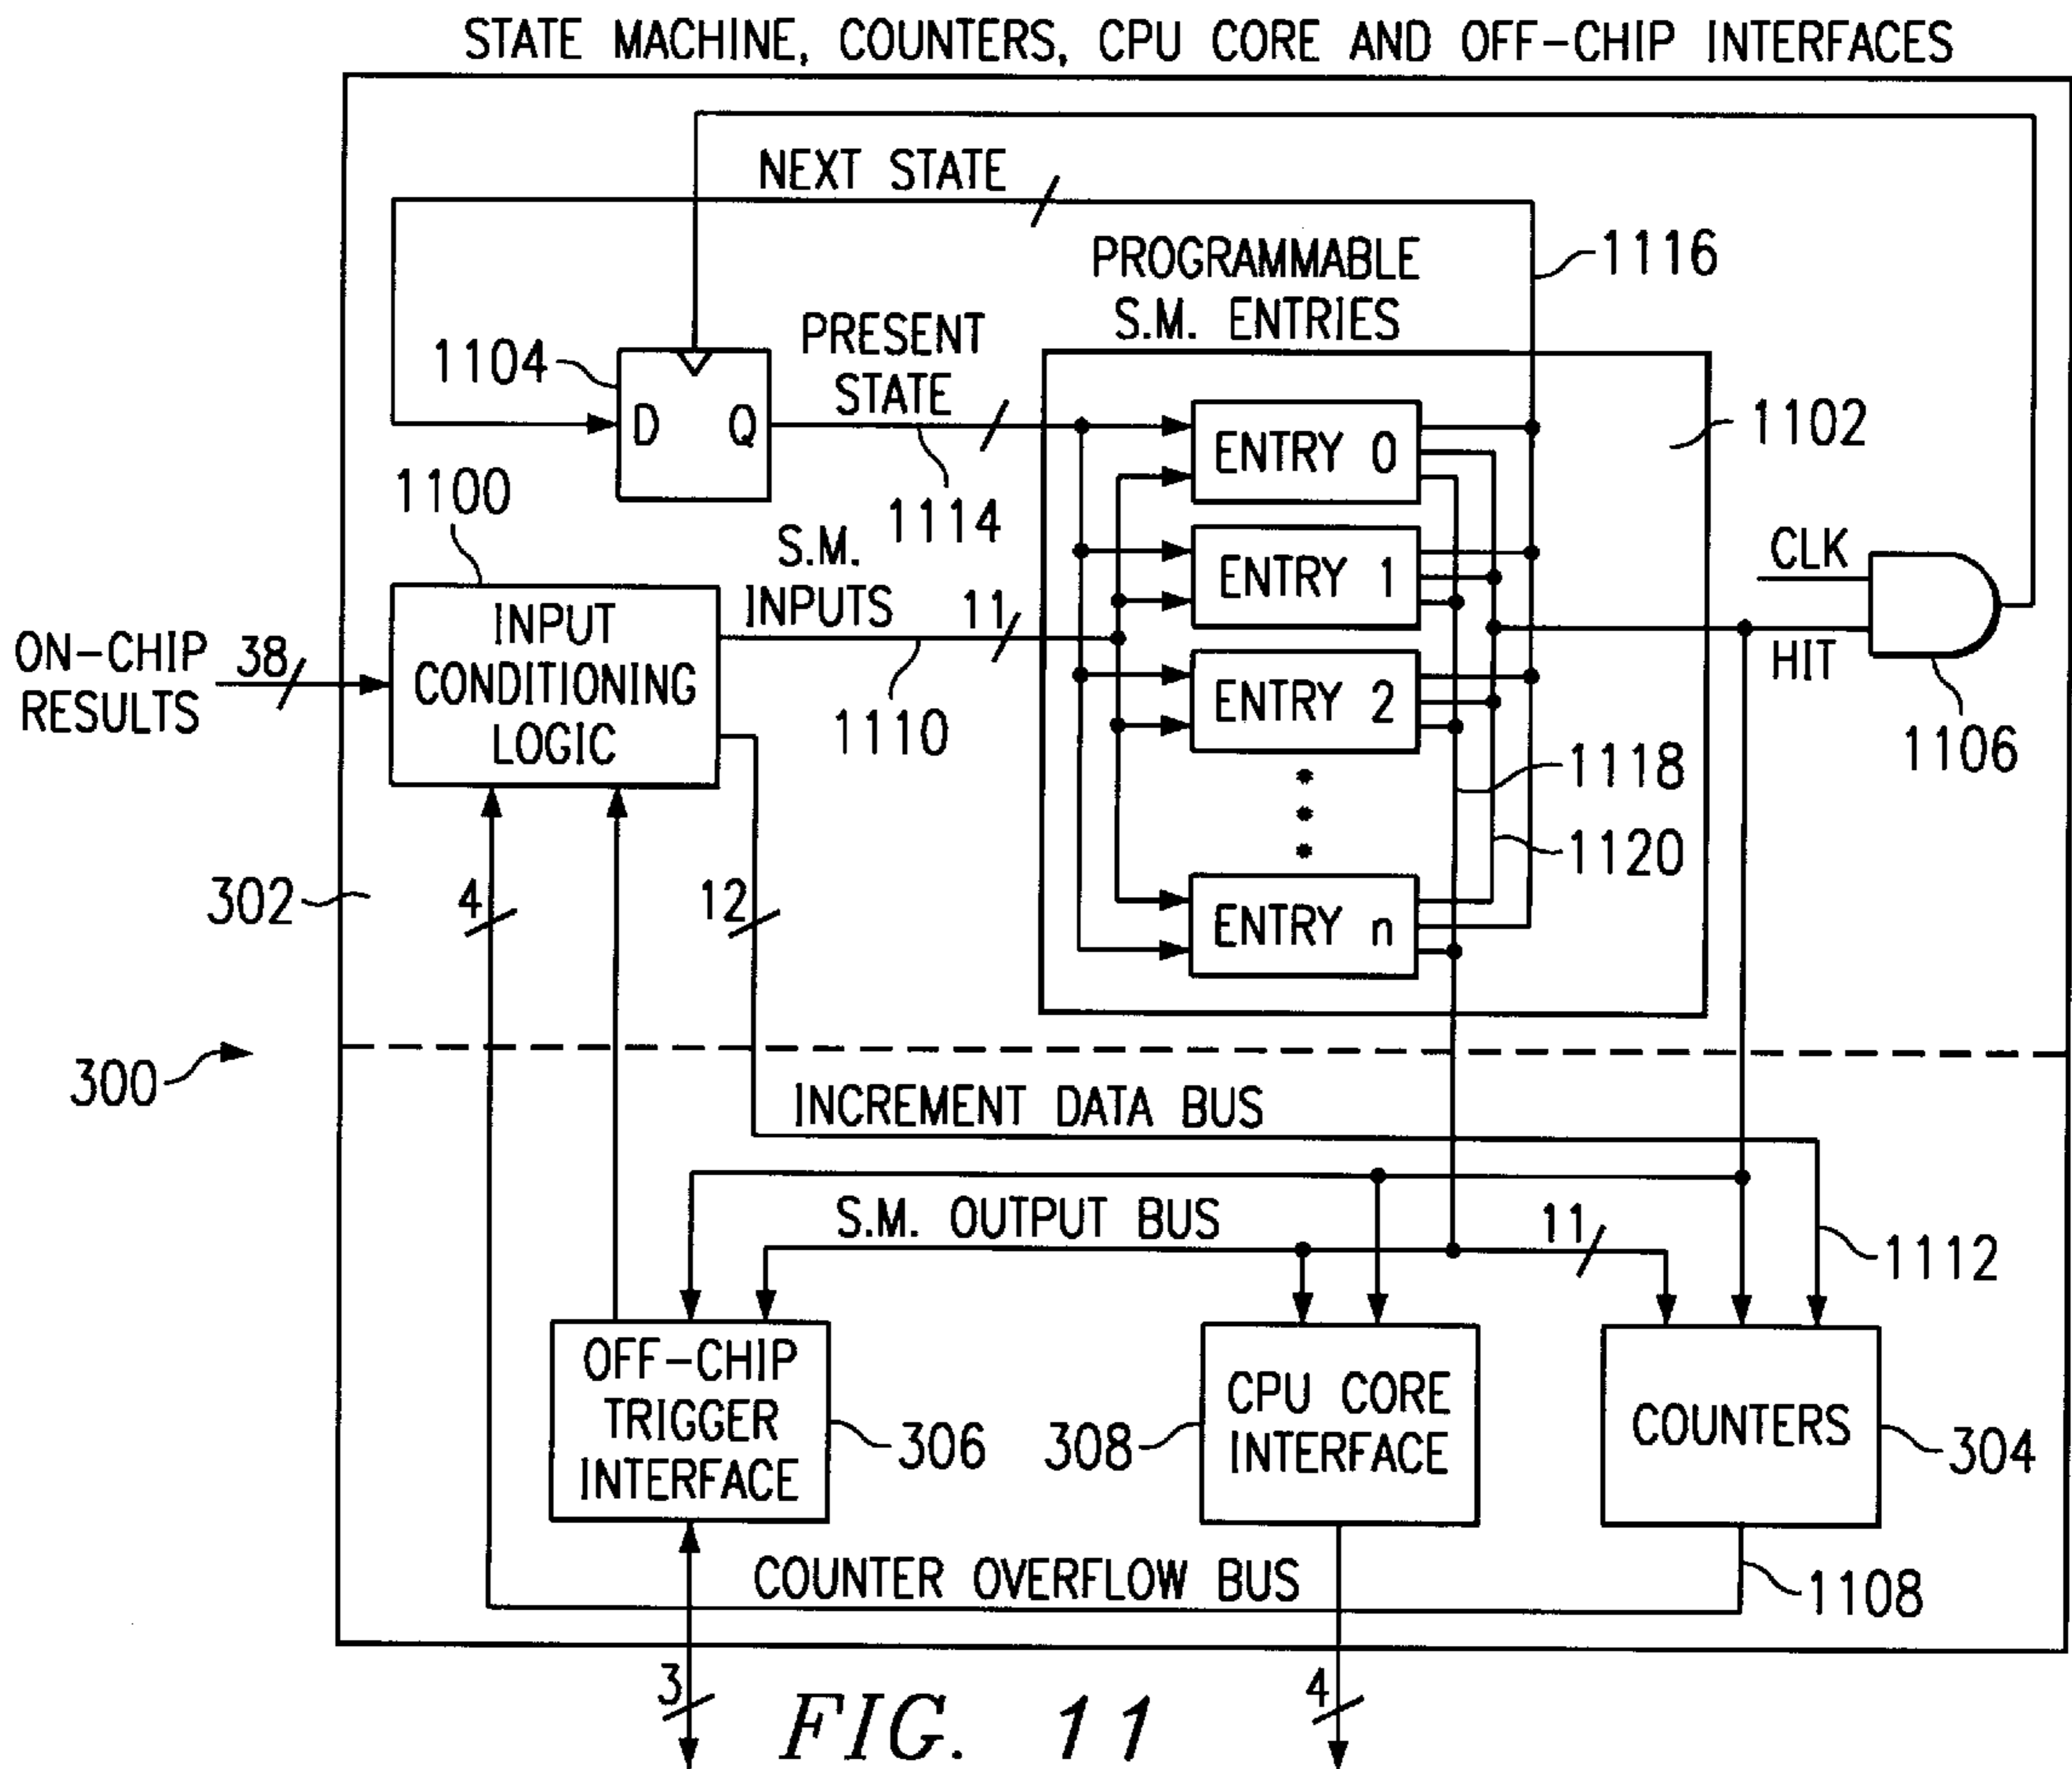 STATE MACHINE, COUNTERS, CPU CORE AND OFF-CHIP INTERFACES
NEXT STATE
PROGRAMMABLE
S.M. ENTRIES
1116
1104
PRESENT
STATE
D Q
1114
1102
ENTRY 0
1100
S.M.
INPUTS
11
1110
ENTRY 1
CLK
HIT
1106
ON-CHIP
RESULTS
38
INPUT
CONDITIONING
LOGIC
ENTRY 2
1118
1120
302
4
12
ENTRY n
300
INCREMENT DATA BUS
S.M. OUTPUT BUS
11
1112
OFF-CHIP
TRIGGER
INTERFACE
306
308
CPU CORE
INTERFACE
COUNTERS
304
COUNTER OVERFLOW BUS
1108
3
4
FIG. 11